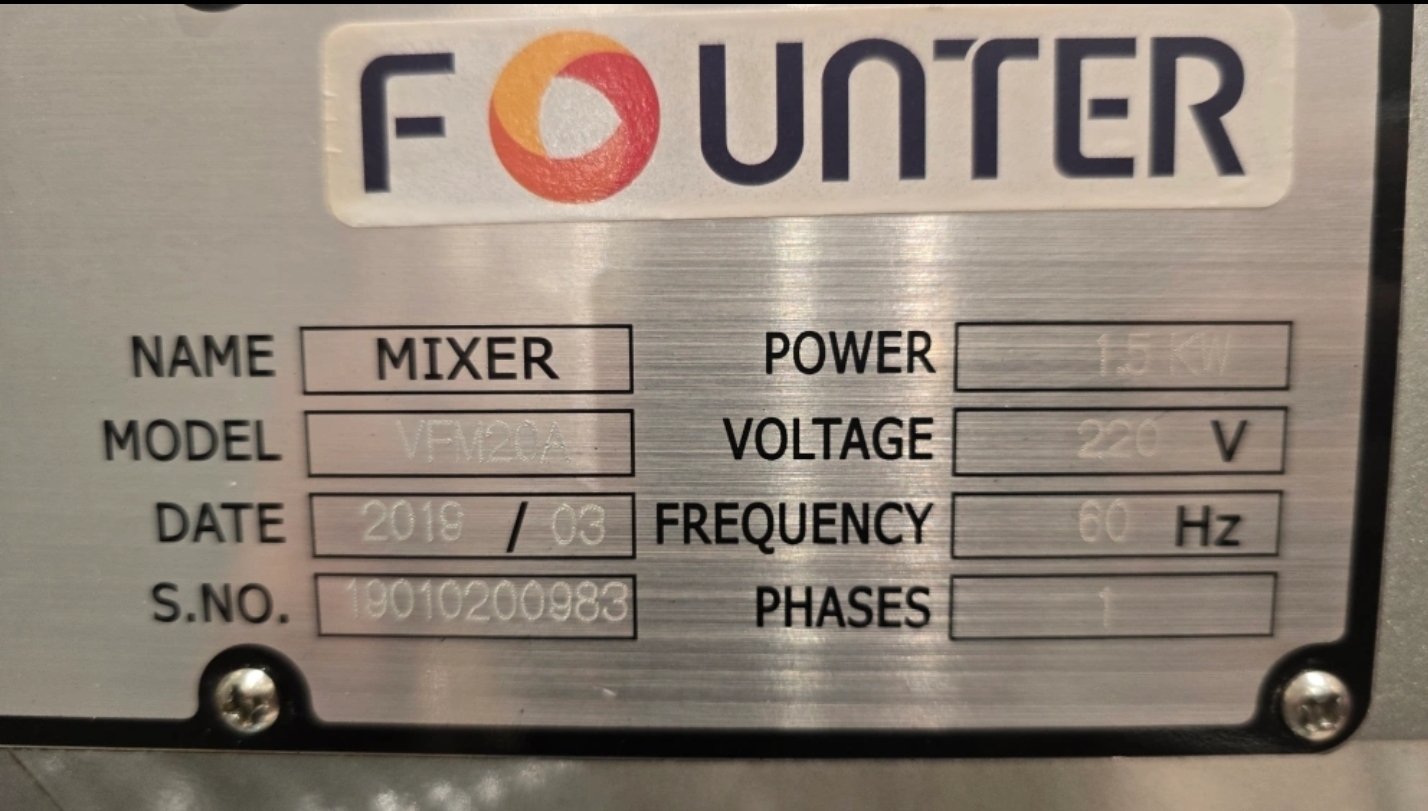 FOUNTER
NAME MIXER POWER 1.5 KW
MODEL VFM20A VOLTAGE 220 V
DATE 2019 / 03 FREQUENCY 60 Hz
S.NO. 19010200983 PHASES 1